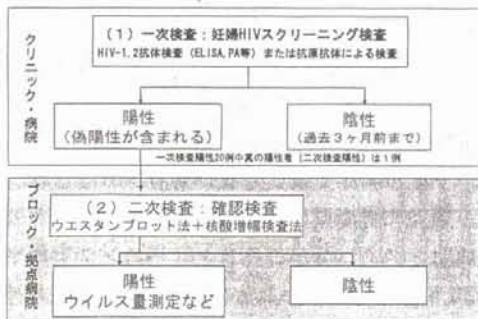 クリニック・病院
(1) 一次検査:妊婦HIVスクリーニング検査
HIV-1,2抗体検査 (ELISA,PA等) または抗原抗体による検査
陽性
(偽陽性が含まれる)
陰性
(過去3ヶ月前まで)
一次検査陽性20例中真の陽性者 (二次検査陽性) は1例
ブロック・拠点病院
(2) 二次検査:確認検査
ウエスタンブロット法+核酸増幅検査法
陽性
ウイルス量測定など
陰性